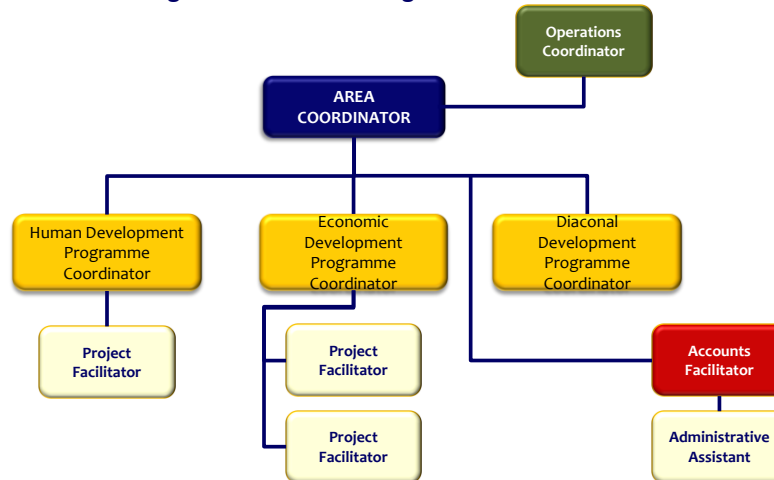 Operations
Coordinator
AREA
COORDINATOR
Human Development
Programme
Coordinator
Economic
Development
Programme
Coordinator
Diaconal
Development
Programme
Coordinator
Project
Facilitator
Project
Facilitator
Accounts
Facilitator
Project
Facilitator
Administrative
Assistant